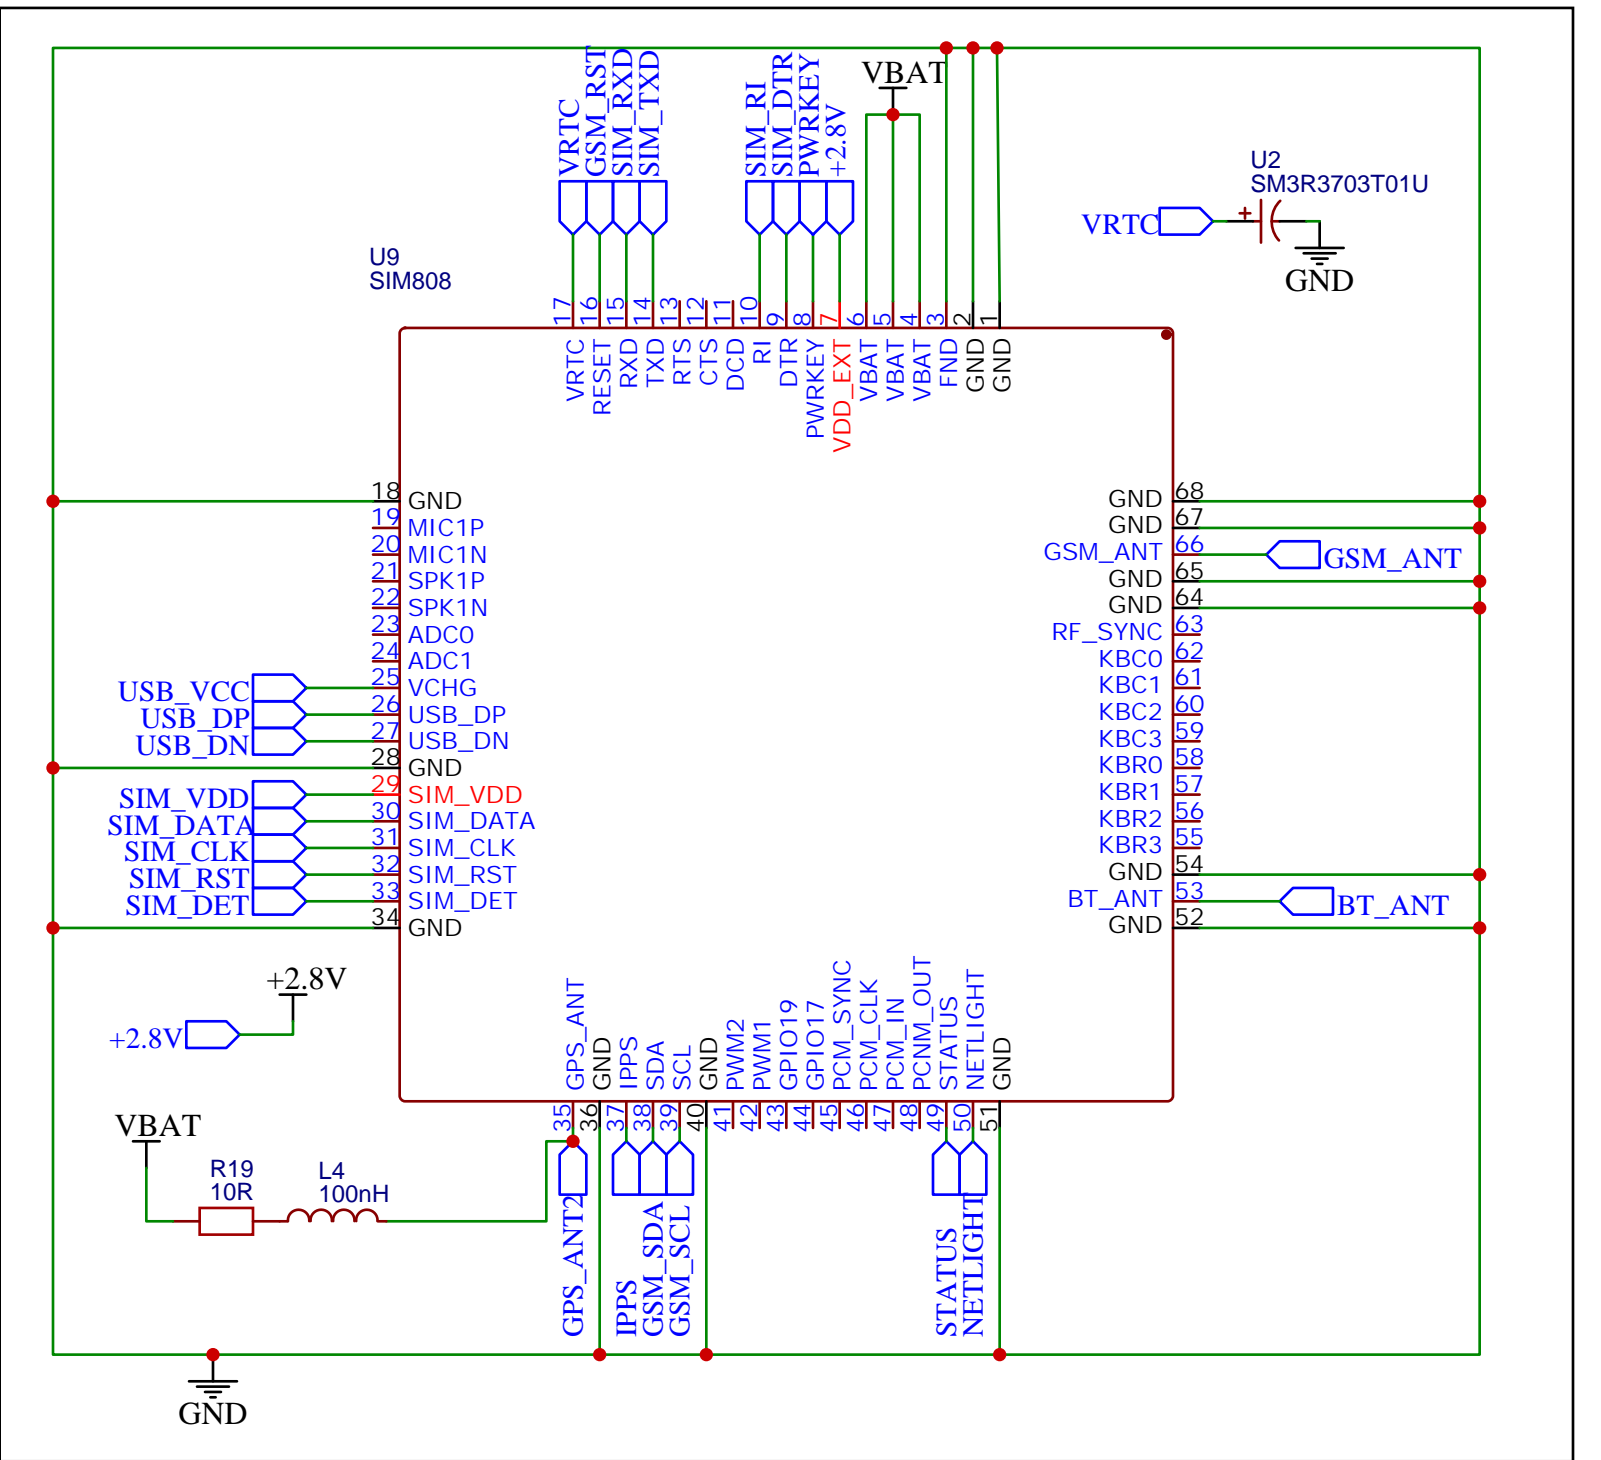 VRTC
GSM_RST
SIM_RXD
SIM_TXD
SIM_RI
SIM_DTR
PWRKEY
+2.8V
VBAT
U2
SM3R3703T01U
VRTC
+
GND
U9
SIM808
17
16
15
14
13
12
11
10
9
8
7
6
5
4
3
2
1
VRTC
RESET
RXD
TXD
RTS
CTS
DCD
RI
DTR
PWRKEY
VDD_EXT
VBAT
VBAT
VBAT
FND
GND
GND
18 GND
19 MIC1P
20 MIC1N
21 SPK1P
22 SPK1N
23 ADC0
24 ADC1
USB_VCC 25 VCHG
USB_DP 26 USB_DP
USB_DN 27 USB_DN
28 GND
SIM_VDD 29 SIM_VDD
SIM_DATA 30 SIM_DATA
SIM_CLK 31 SIM_CLK
SIM_RST 32 SIM_RST
SIM_DET 33 SIM_DET
34 GND
GND 68
GND 67
GSM_ANT 66 GSM_ANT
GND 65
GND 64
RF_SYNC 63
KBC0 62
KBC1 61
KBC2 60
KBC3 59
KBR0 58
KBR1 57
KBR2 56
KBR3 55
GND 54
BT_ANT 53 BT_ANT
GND 52
+2.8V
+2.8V
GPS_ANT
GND
IPPS
SDA
SCL
GND
PWM2
PWM1
GPIO19
GPIO17
PCM_SYNC
PCM_CLK
PCM_IN
PCNM_OUT
STATUS
NETLIGHT
GND
35
36
37
38
39
40
41
42
43
44
45
46
47
48
49
50
51
VBAT
R19
10R
L4
100nH
GPS_ANT2
IPPS
GSM_SDA
GSM_SCL
STATUS
NETLIGHT
GND